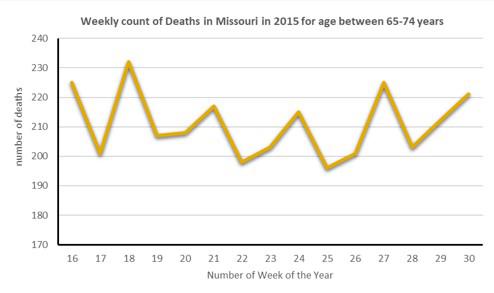 Weekly count of Deaths in Missouri in 2015 for age between 65-74 years
240
230
220
210
200
190
180
170
number of deaths
16 17 18 19 20 21 22 23 24 25 26 27 28 29 30
Number of Week of the Year